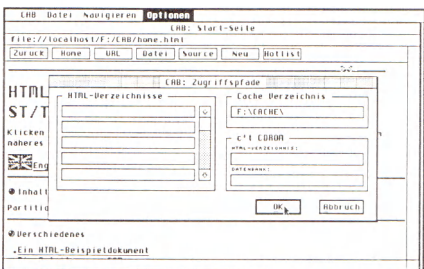 CAB Datei Navigieren Optionen
CAB: Start-Seite
file://localhost/F:/CAB/home.html
Zurück Home URL Datei Source Neu Hotlist
CAB: Zugriffspfade
HTML
ST/T
Klicken
näheres
Eng
Inhalt
Partitio
HTML-Verzeichnisse
Cache Verzeichnis
F:\CACHE\
c't CDROM
HTML-VERZEICHNIS:
DATENBANK:
OK Abbruch
Verschiedenes
Ein HTML-Beispieldokument